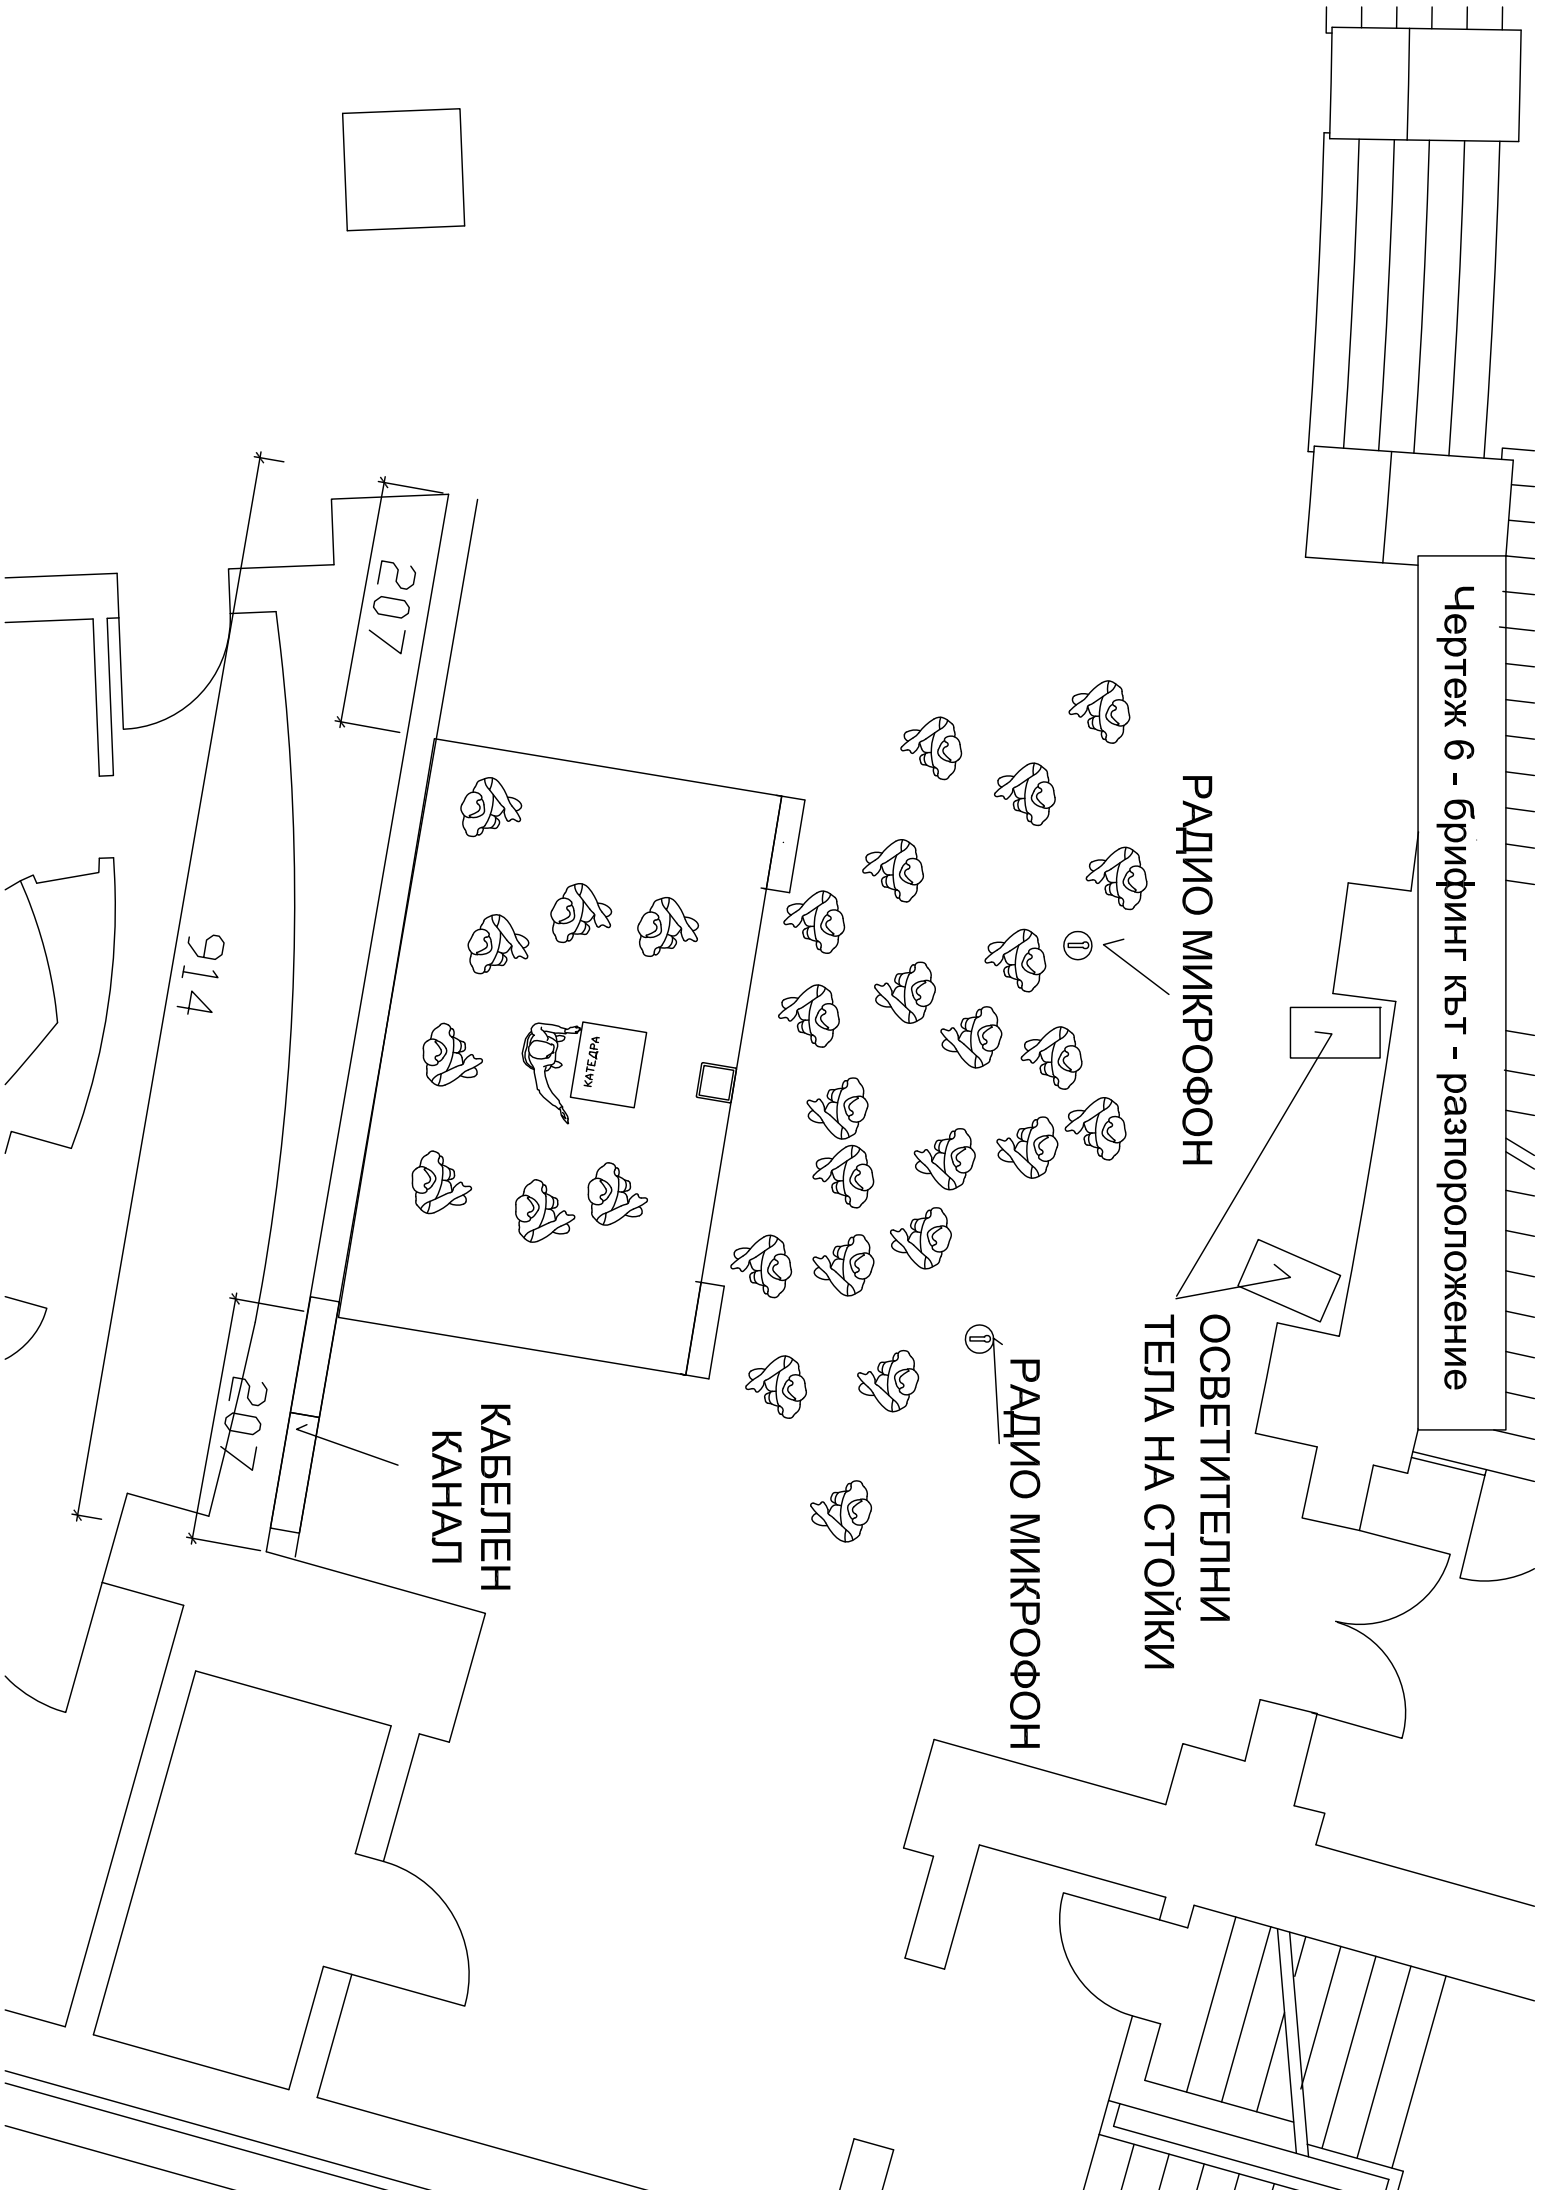 Чертеж 6 - брифинг кът - разпороложение
РАДИО МИКРОФОН
ОСВЕТИТЕЛНИ
ТЕЛА НА СТОЙКИ
РАДИО МИКРОФОН
КАБЕЛЕН
КАНАЛ
КАТЕДРА
207
914
207